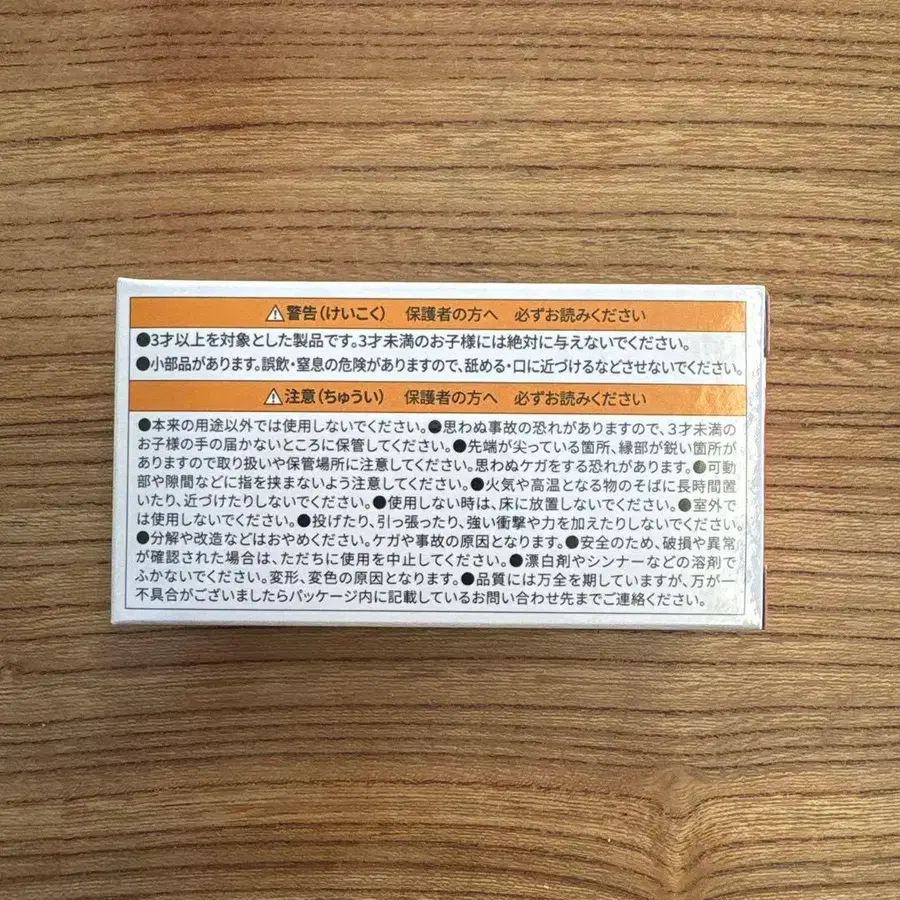 ⚠警告(けいこく) 保護者の方へ 必ずお読みください
●3才以上を対象とした製品です。3才未満のお子様には絶対に与えないでください。
●小部品があります。誤飲・窒息の危険がありますので、舐める・口に近づけるなどさせないでください。
⚠注意(ちゅうい) 保護者の方へ 必ずお読みください
●本来の用途以外では使用しないでください。●思わぬ事故の恐れがありますので、3才未満の
お子様の手の届かないところに保管してください。●先端が尖っている箇所、縁部が鋭い箇所が
ありますので取り扱いや保管場所に注意してください。思わぬケガをする恐れがあります。●可動
部や隙間などに指を挟まないよう注意してください。●火気や高温となる物のそばに長時間置
いたり、近づけたりしないでください。●使用しない時は、床に放置しないでください。●室外で
は使用しないでください。●投げたり、引っ張ったり、強い衝撃や力を加えたりしないでください。
●分解や改造などはおやめください。ケガや事故の原因となります。●安全のため、破損や異常
が確認された場合は、ただちに使用を中止してください。●漂白剤やシンナーなどの溶剤で
ふかないでください。変形、変色の原因となります。●品質には万全を期していますが、万が一
不具合がございましたらパッケージ内に記載しているお問い合わせ先までご連絡ください。